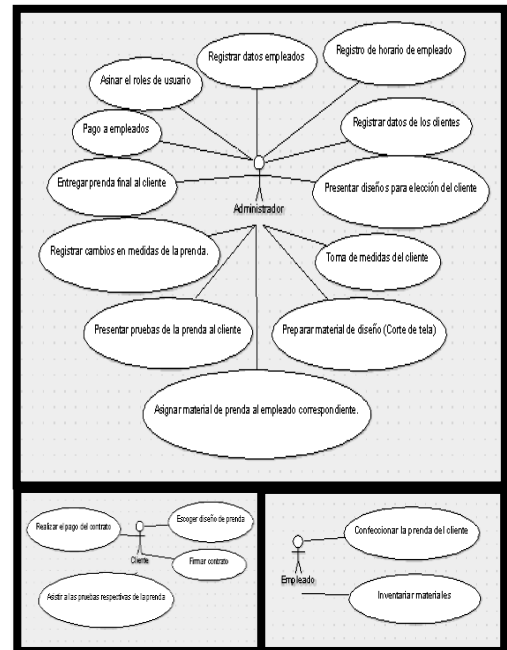 Registrar datos empleados
Registro de horario de empleado
Asinar el roles de usuario
Pago a empleados
Registrar datos de los clientes
Entregar prenda final al cliente
Presentar diseños para elección del cliente
Administrador
Registrar cambios en medidas de la prenda.
Toma de medidas del cliente
Presentar pruebas de la prenda al cliente
Preparar material de diseño (Corte de tela)
Asignar material de prenda al empleado correspondiente.
Realizar el pago del contrato
Escoger diseño de prenda
Cliente
Firmar contrato
Asistir a las pruebas respectivas de la prenda
Confeccionar la prenda del cliente
Empleado
Inventariar materiales